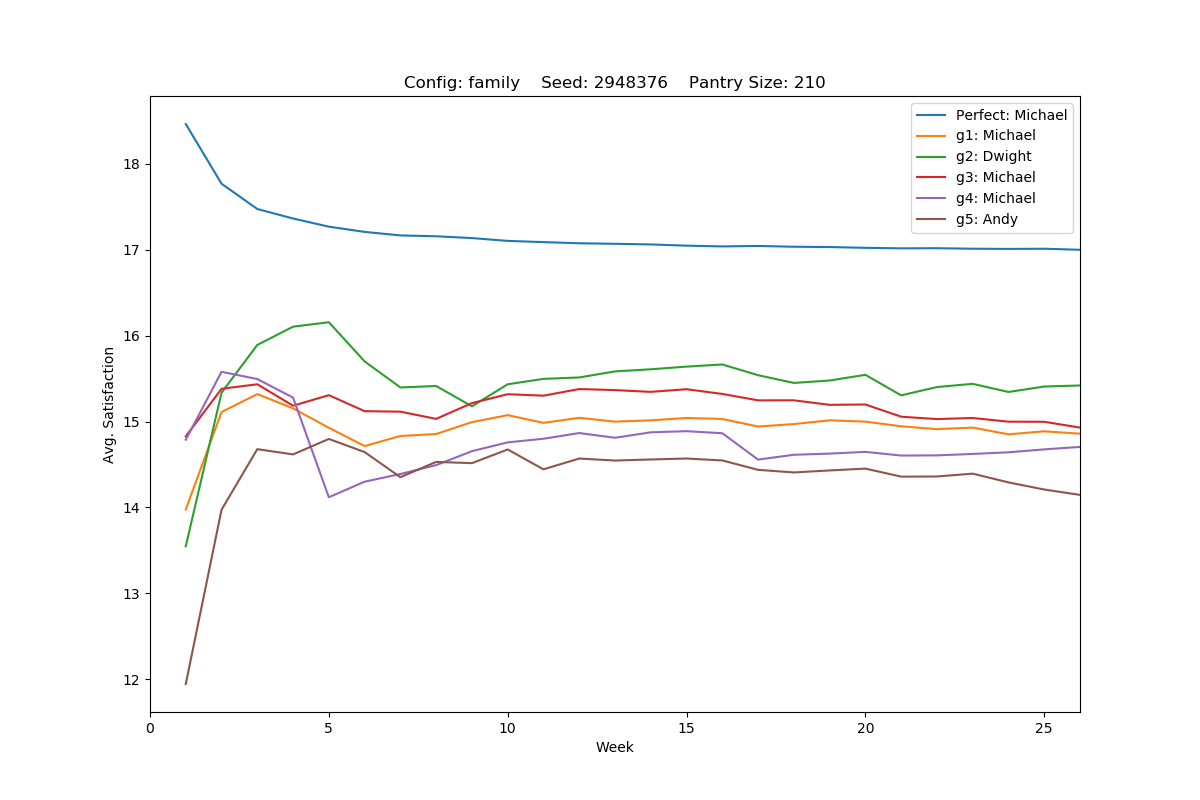 Config: family    Seed: 2948376    Pantry Size: 210
Perfect: Michael
g1: Michael
g2: Dwight
g3: Michael
g4: Michael
g5: Andy
Avg. Satisfaction
18
17
16
15
14
13
12
0 5 10 15 20 25
Week